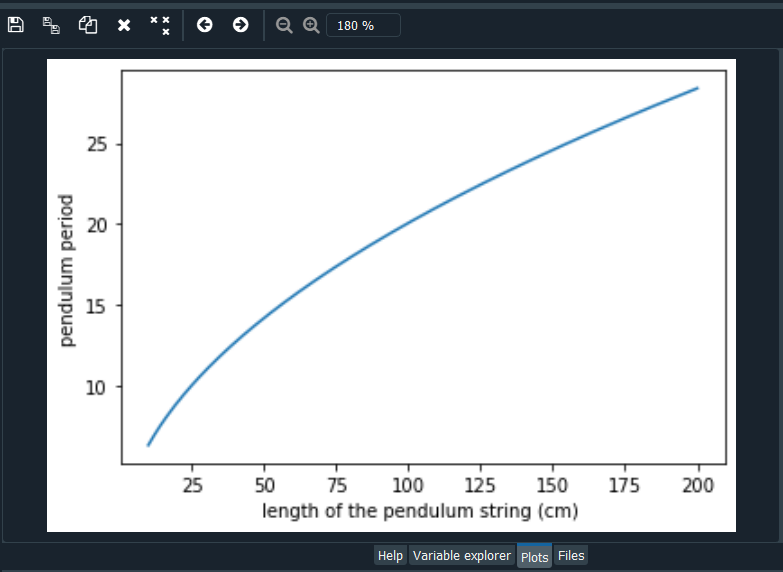 180 %
25
20
15
10
pendulum period
25 50 75 100 125 150 175 200
length of the pendulum string (cm)
Help Variable explorer Plots Files